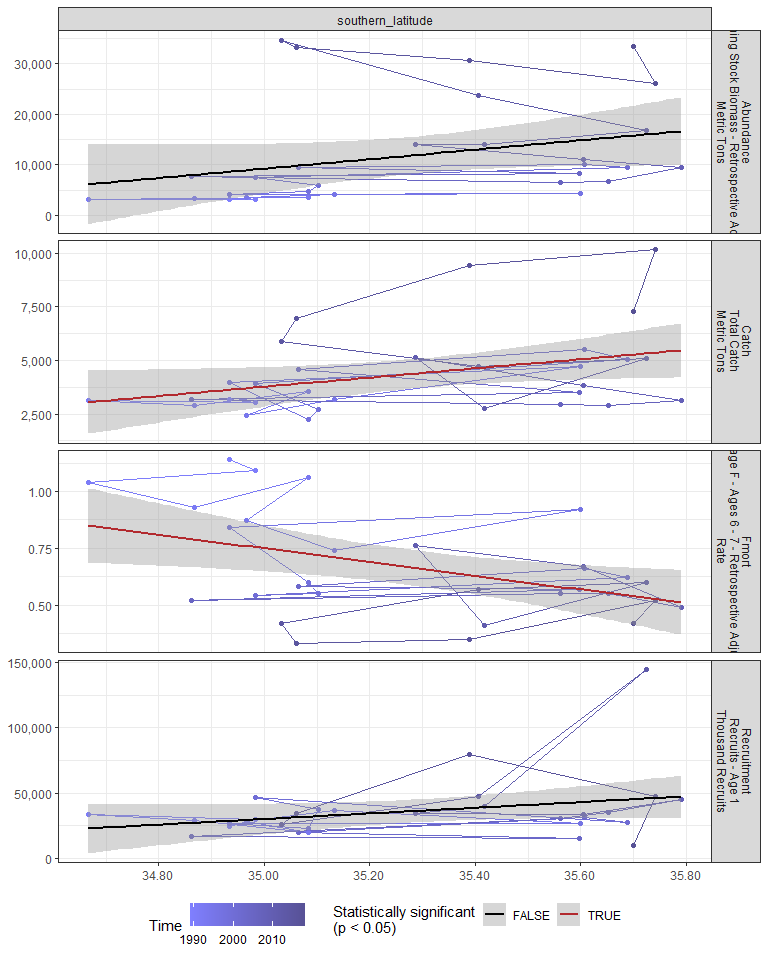 southern_latitude
30,000
20,000
10,000
0
Abundance
ing Stock Biomass - Retrospective Ad
Metric Tons
10,000
7,500
5,000
2,500
Catch
Total Catch
Metric Tons
1.00
0.75
0.50
Fmort
age F - Ages 6 - 7 - Retrospective Adju
Rate
150,000
100,000
50,000
0
Recruitment
Recruits - Age 1
Thousand Recruits
34.80 35.00 35.20 35.40 35.60 35.80
Time
1990 2000 2010
Statistically significant
(p < 0.05)
FALSE
TRUE